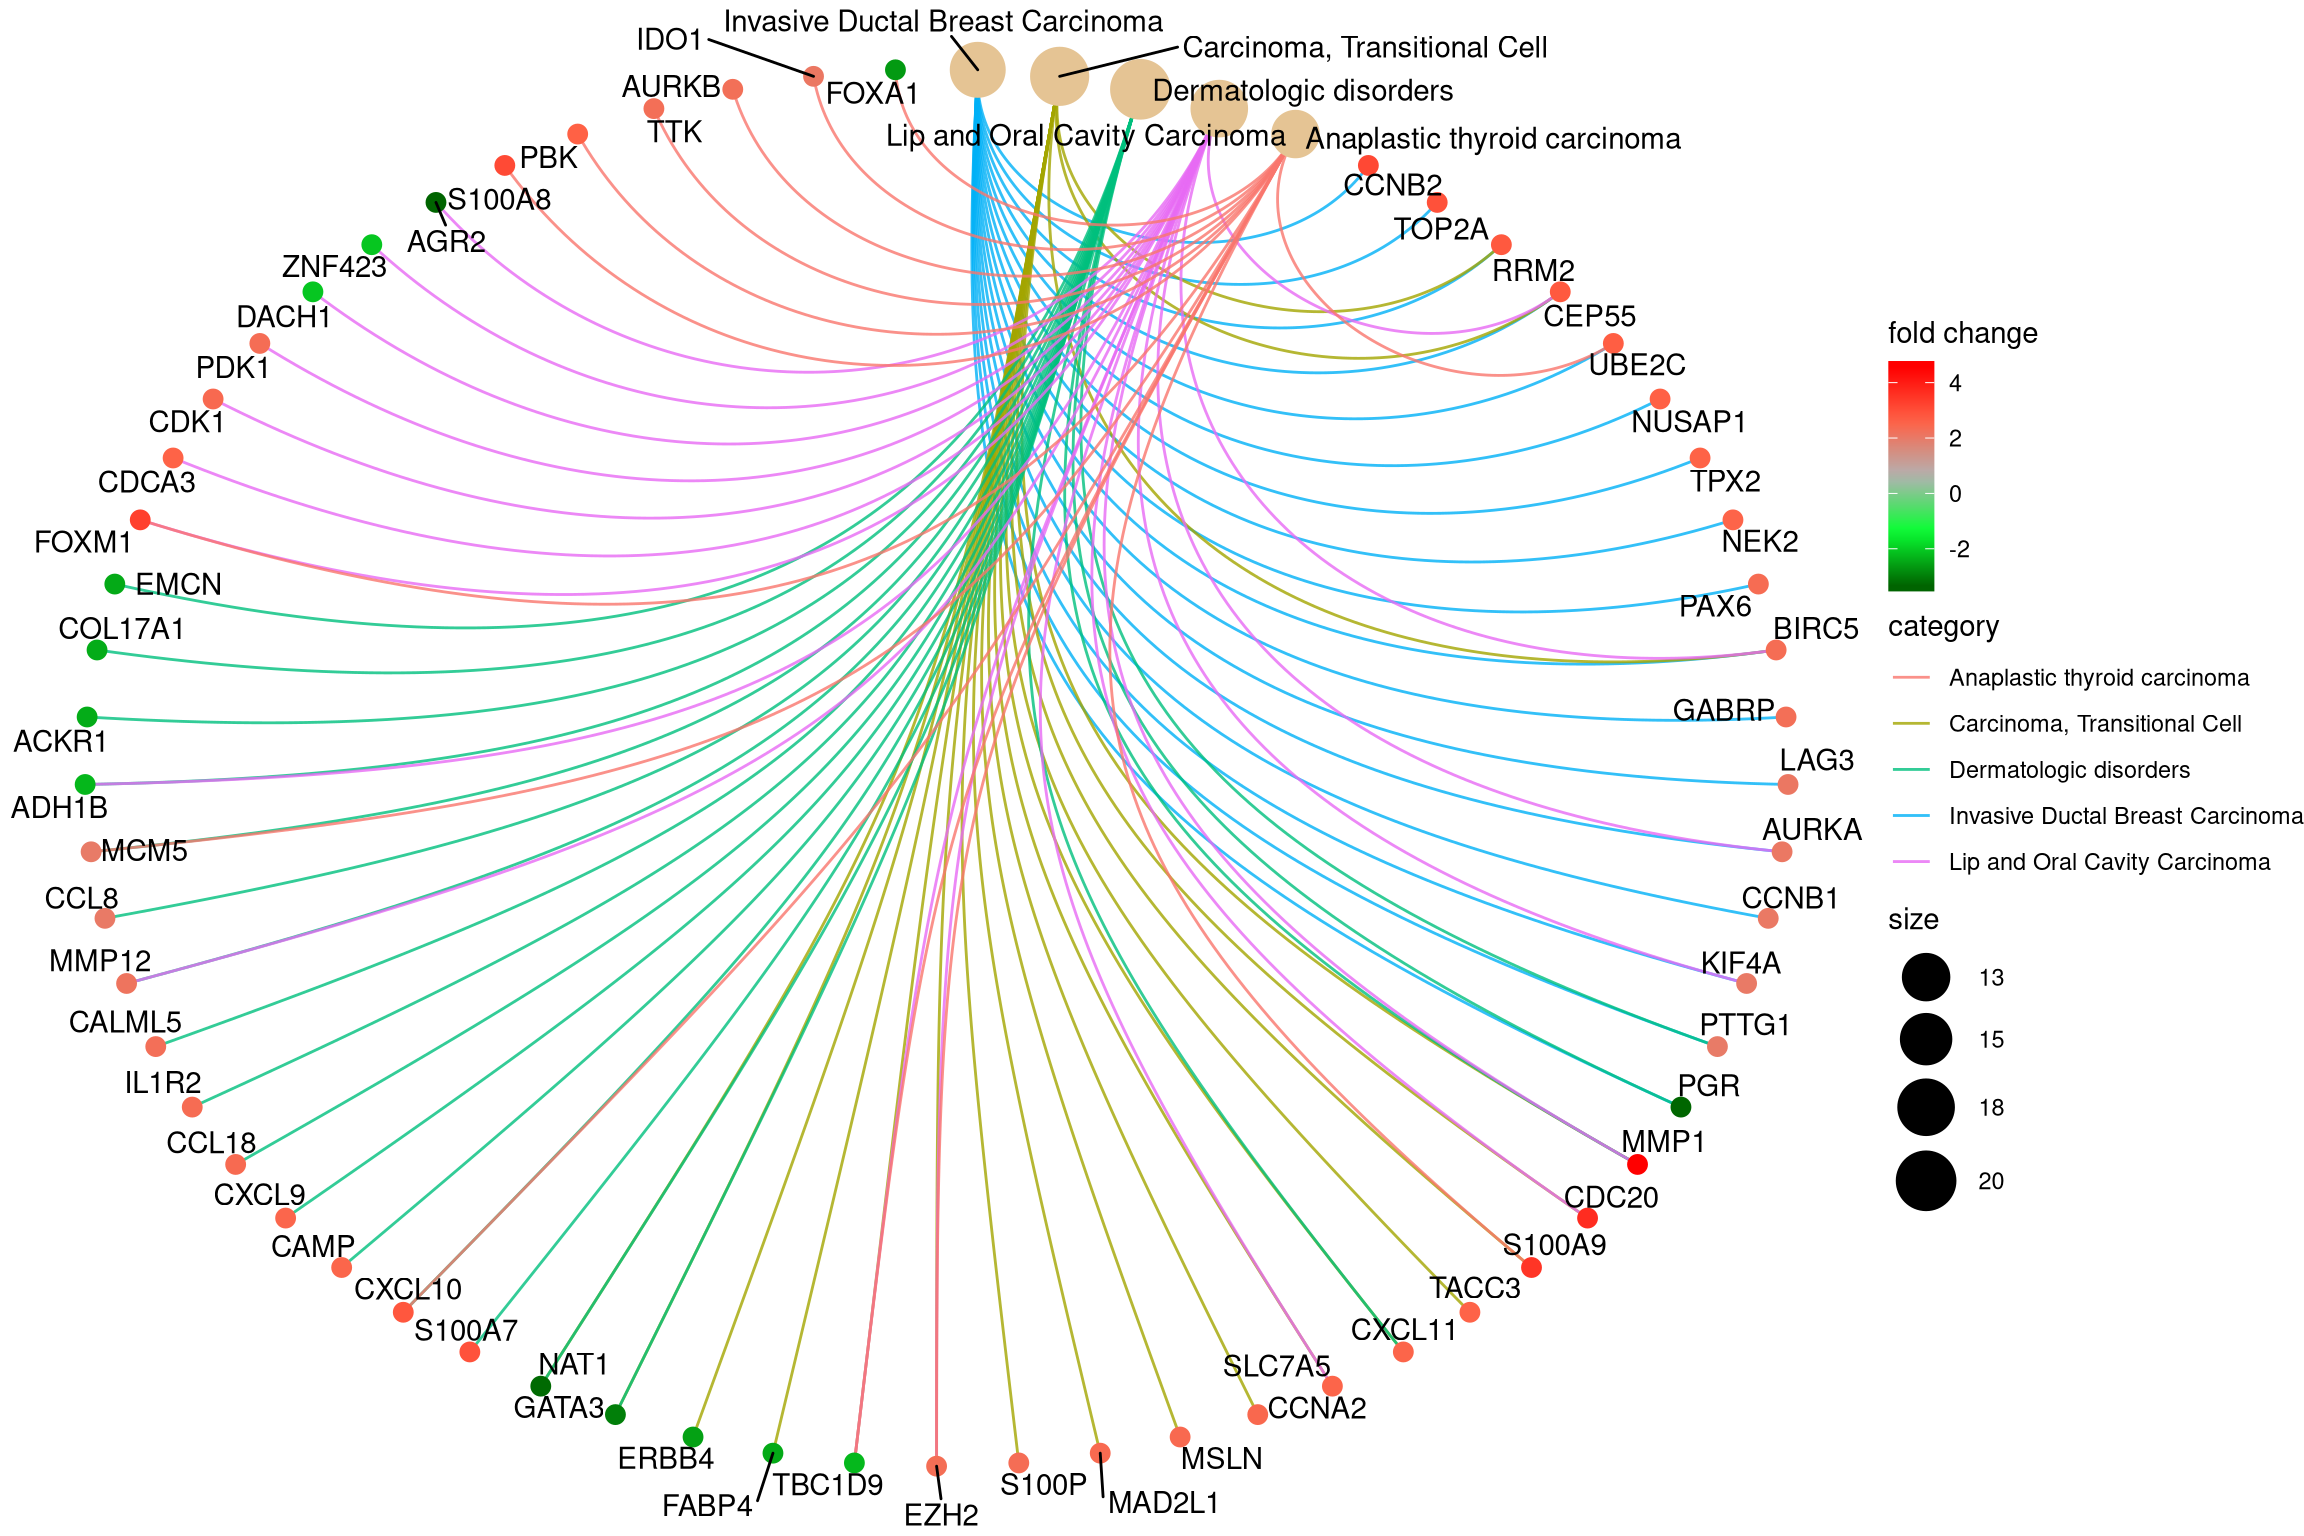 Invasive Ductal Breast Carcinoma
Carcinoma, Transitional Cell
Dermatologic disorders
Lip and Oral Cavity Carcinoma
Anaplastic thyroid carcinoma
CCNB2
TOP2A
RRM2
CEP55
UBE2C
NUSAP1
TPX2
NEK2
PAX6
BIRC5
GABRP
LAG3
AURKA
CCNB1
KIF4A
PTTG1
PGR
MMP1
CDC20
S100A9
TACC3
CXCL11
SLC7A5
CCNA2
MSLN
MAD2L1
S100P
EZH2
TBC1D9
FABP4
ERBB4
GATA3
NAT1
S100A7
CXCL10
CAMP
CXCL9
CCL18
IL1R2
CALML5
MMP12
CCL8
MCM5
ADH1B
ACKR1
COL17A1
EMCN
FOXM1
CDCA3
CDK1
PDK1
DACH1
ZNF423
AGR2
S100A8
PBK
TTK
AURKB
IDO1
FOXA1
fold change
4
2
0
-2
category
Anaplastic thyroid carcinoma
Carcinoma, Transitional Cell
Dermatologic disorders
Invasive Ductal Breast Carcinoma
Lip and Oral Cavity Carcinoma
size
13
15
18
20